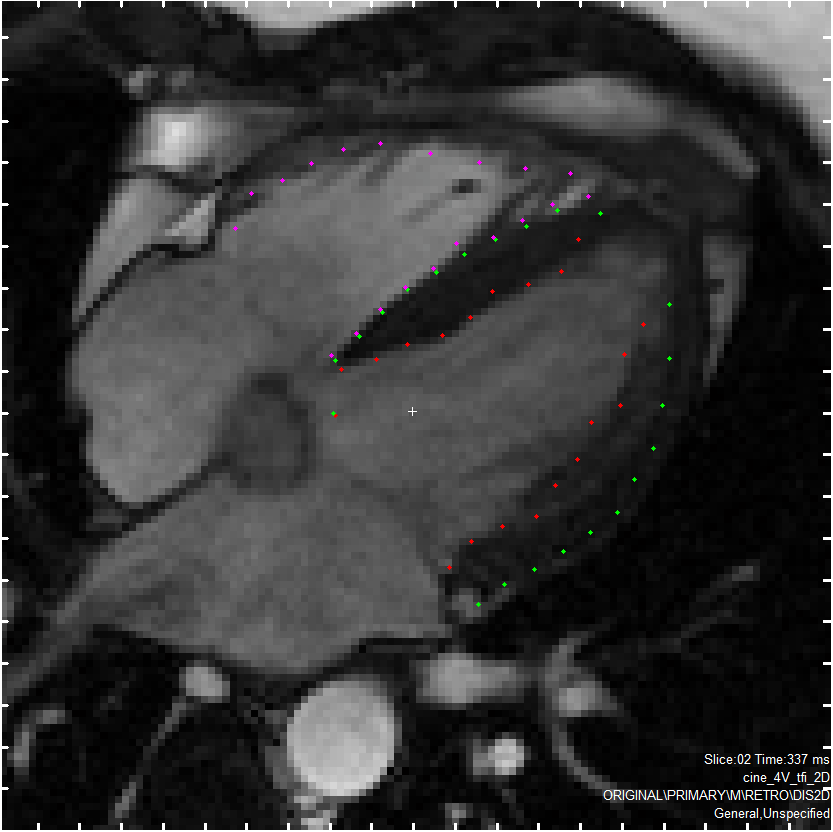 Slice:02 Time:337 ms
cine_4V_tfi_2D
ORIGINAL\PRIMARY\M\RETRO\DIS2D
General,Unspecified